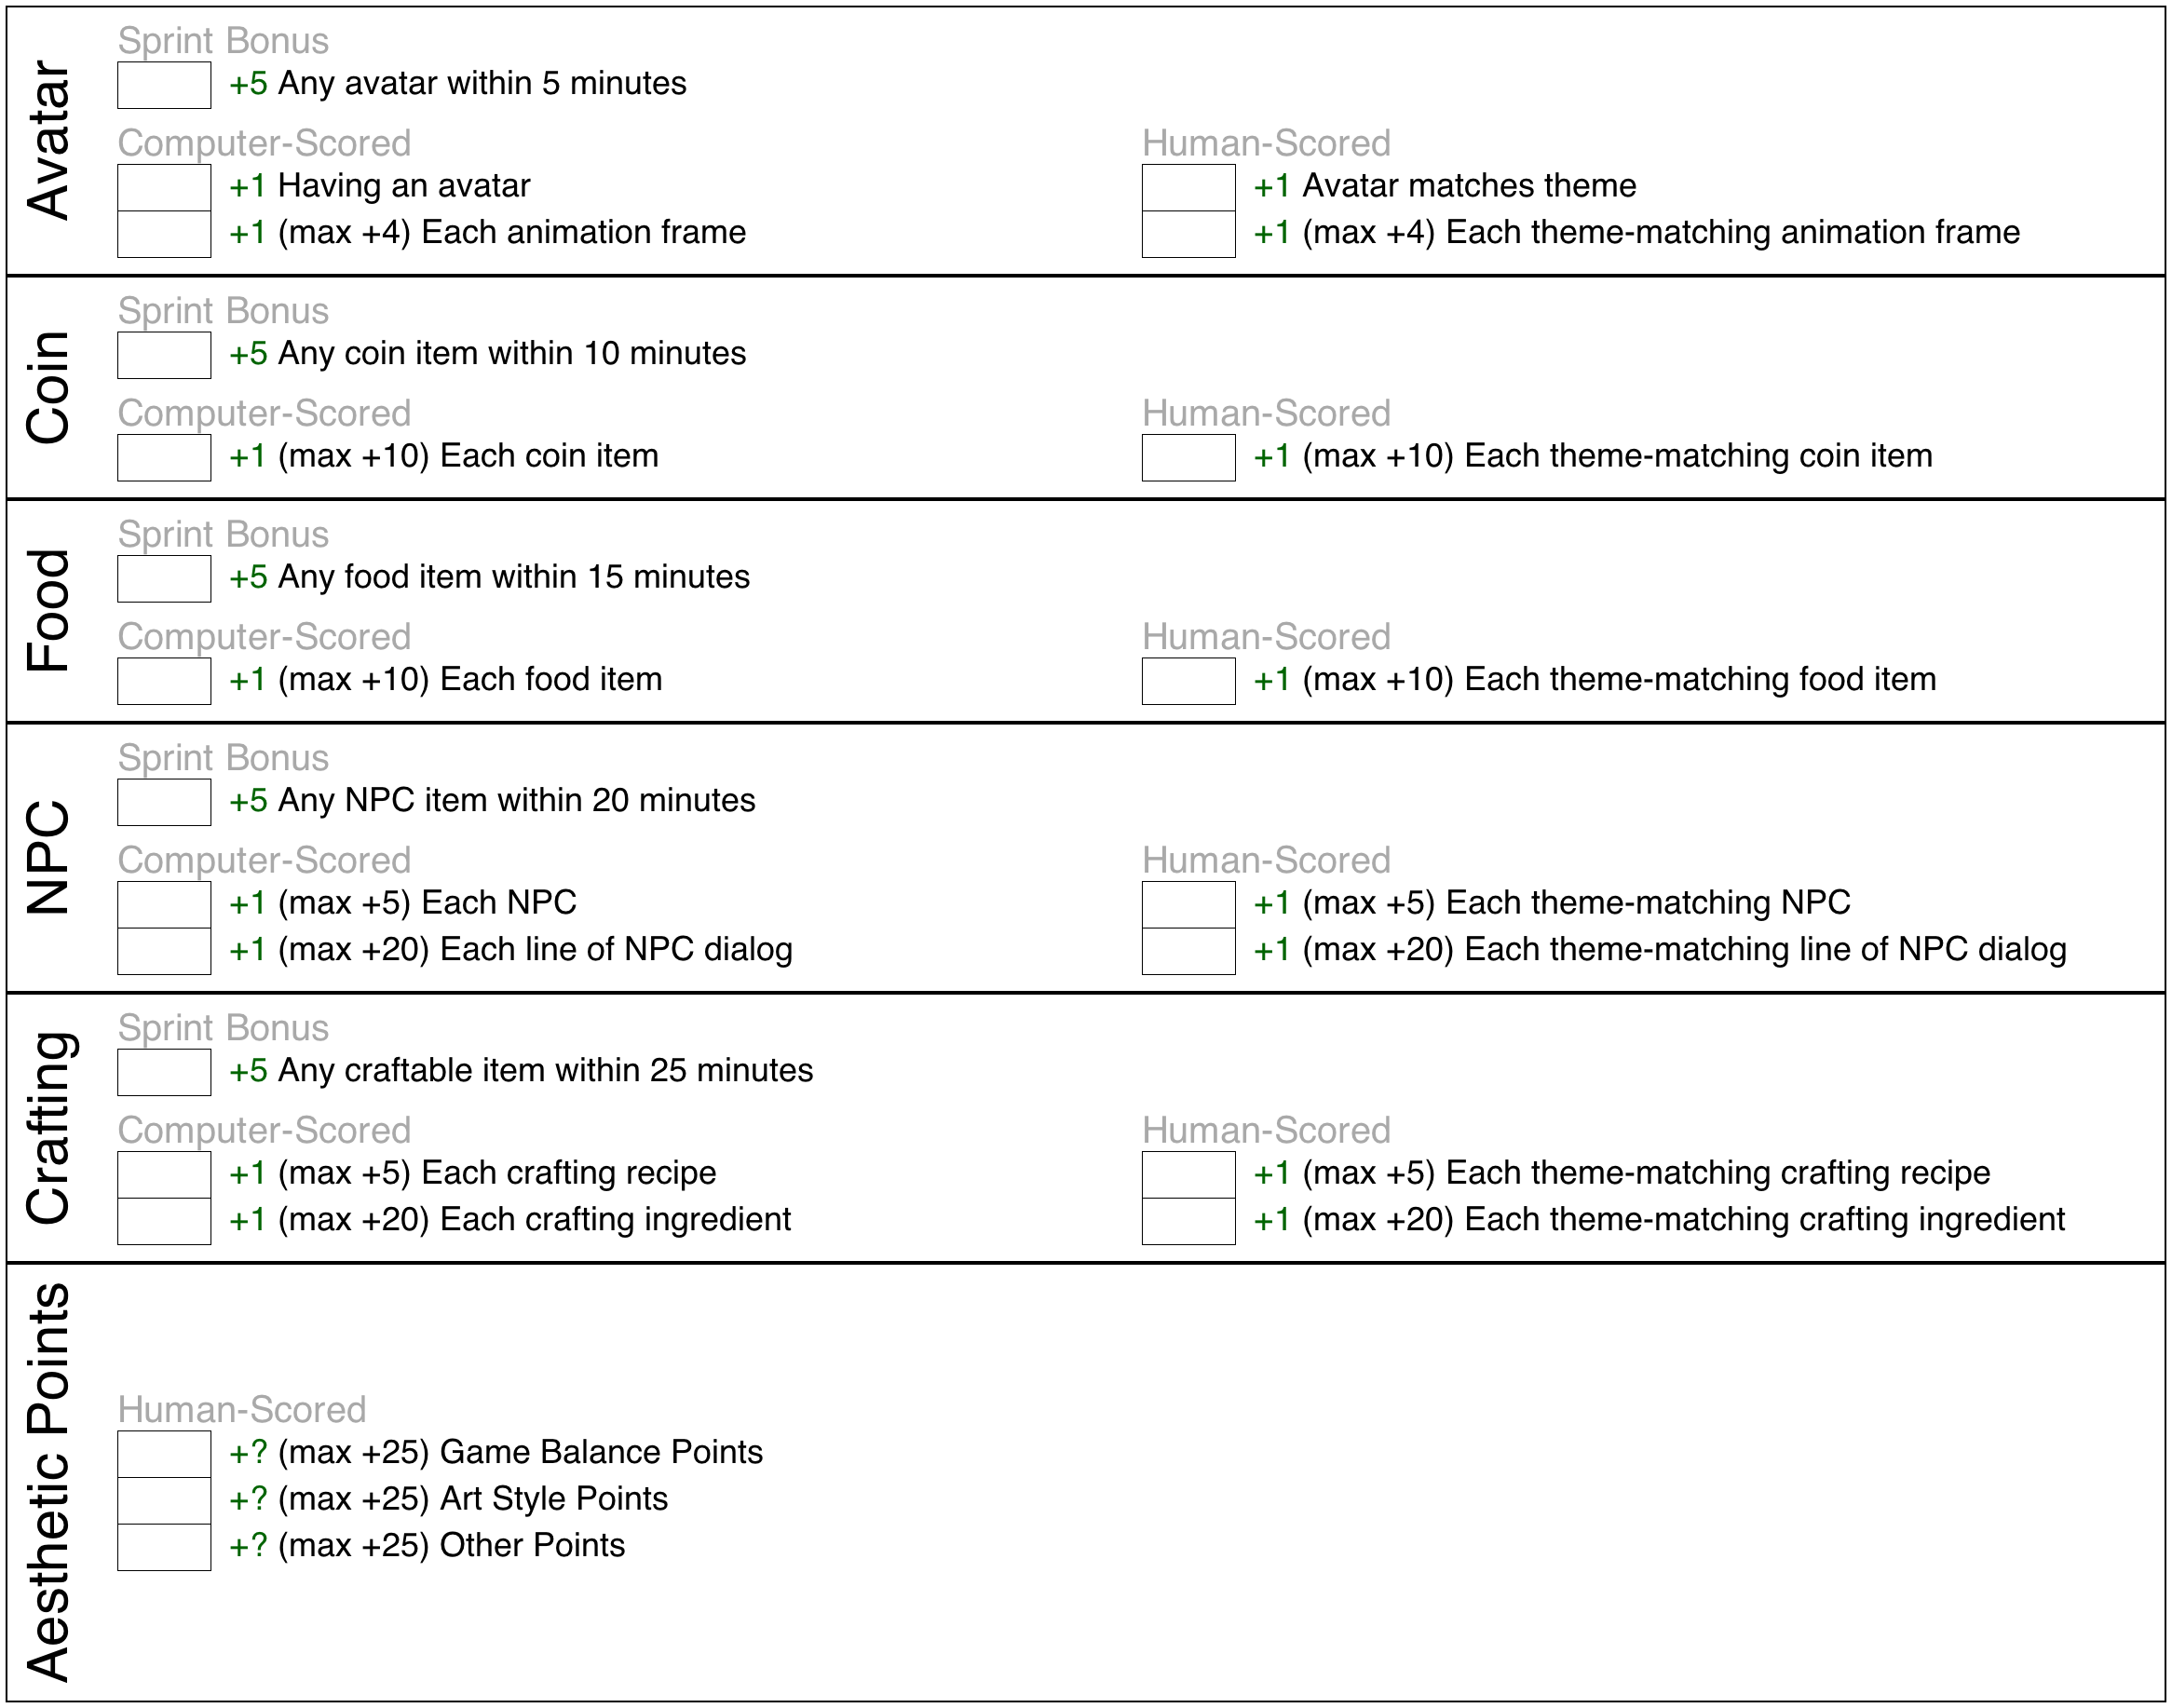 Avatar
Sprint Bonus
+5 Any avatar within 5 minutes
Computer-Scored
+1 Having an avatar
+1 (max +4) Each animation frame
Human-Scored
+1 Avatar matches theme
+1 (max +4) Each theme-matching animation frame
Coin
Sprint Bonus
+5 Any coin item within 10 minutes
Computer-Scored
+1 (max +10) Each coin item
Human-Scored
+1 (max +10) Each theme-matching coin item
Food
Sprint Bonus
+5 Any food item within 15 minutes
Computer-Scored
+1 (max +10) Each food item
Human-Scored
+1 (max +10) Each theme-matching food item
NPC
Sprint Bonus
+5 Any NPC item within 20 minutes
Computer-Scored
+1 (max +5) Each NPC
+1 (max +20) Each line of NPC dialog
Human-Scored
+1 (max +5) Each theme-matching NPC
+1 (max +20) Each theme-matching line of NPC dialog
Crafting
Sprint Bonus
+5 Any craftable item within 25 minutes
Computer-Scored
+1 (max +5) Each crafting recipe
+1 (max +20) Each crafting ingredient
Human-Scored
+1 (max +5) Each theme-matching crafting recipe
+1 (max +20) Each theme-matching crafting ingredient
Aesthetic Points
Human-Scored
+? (max +25) Game Balance Points
+? (max +25) Art Style Points
+? (max +25) Other Points